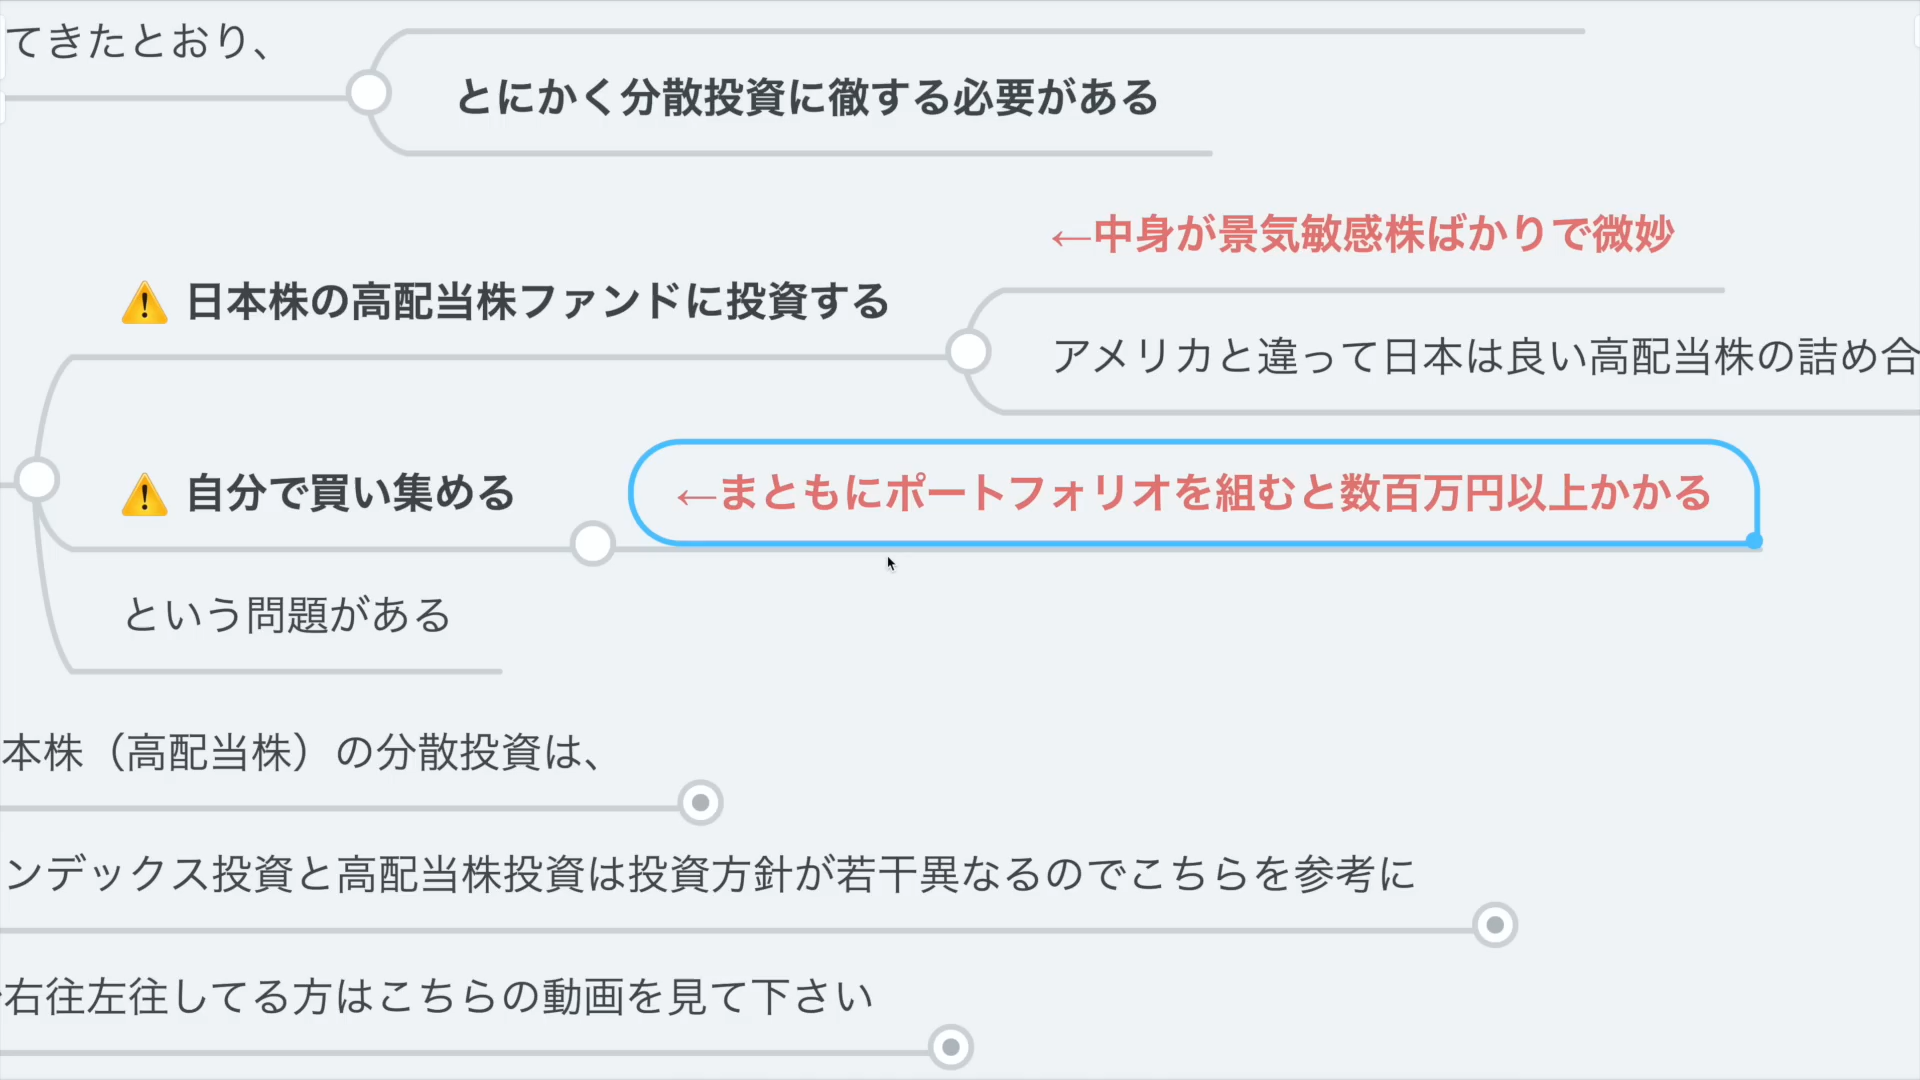 てきたとおり、
とにかく分散投資に徹する必要がある
←中身が景気敏感株ばかりで微妙
日本株の高配当株ファンドに投資する
アメリカと違って日本は良い高配当株の詰め合
自分で買い集める
←まともにポートフォリオを組むと数百万円以上かかる
という問題がある
本株（高配当株）の分散投資は、
ンデックス投資と高配当株投資は投資方針が若干異なるのでこちらを参考に
右往左往してる方はこちらの動画を見て下さい